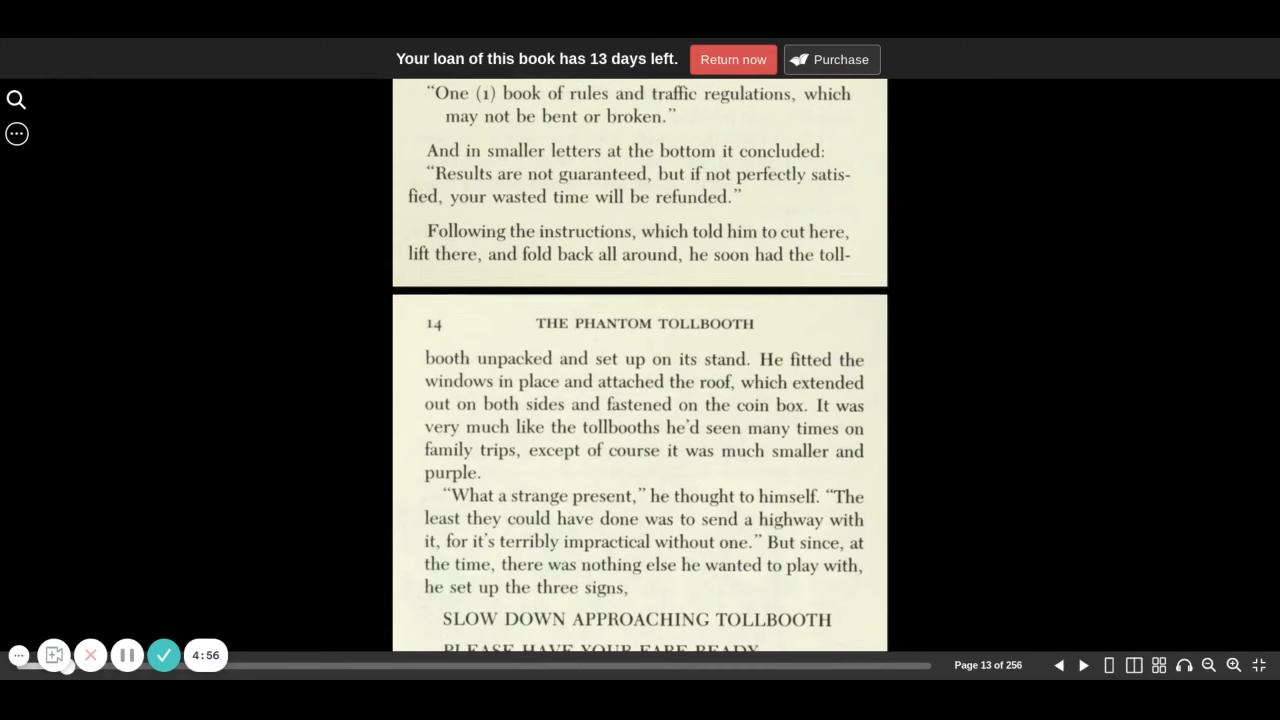 Your loan of this book has 13 days left.
Return now
Purchase
“One (1) book of rules and traffic regulations, which
may not be bent or broken.”
And in smaller letters at the bottom it concluded:
“Results are not guaranteed, but if not perfectly satis-
fied, your wasted time will be refunded.”
Following the instructions, which told him to cut here,
lift there, and fold back all around, he soon had the toll-
14 THE PHANTOM TOLLBOOTH
booth unpacked and set up on its stand. He fitted the
windows in place and attached the roof, which extended
out on both sides and fastened on the coin box. It was
very much like the tollbooths he’d seen many times on
family trips, except of course it was much smaller and
purple.
“What a strange present,” he thought to himself. “The
least they could have done was to send a highway with
it, for it’s terribly impractical without one.” But since, at
the time, there was nothing else he wanted to play with,
he set up the three signs,
SLOW DOWN APPROACHING TOLLBOOTH
PLEASE HAVE YOUR FARE READY
4:56
Page 13 of 256